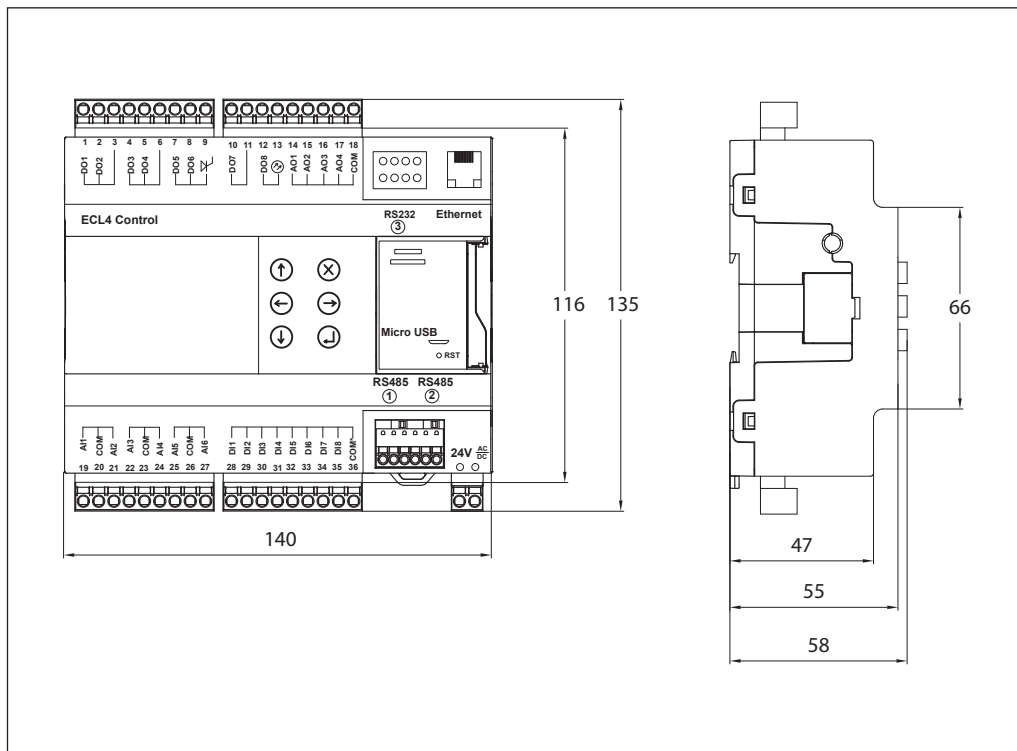 1 2 3 4 5 6 7 8 9 10 11 12 13 14 15 16 17 18
DO1 DO2 DO3 DO4 DO5 DO6 DO7 DO8 AO1 AO2 AO3 AO4 COM
ECL4 Control RS232 Ethernet
3
116 135 66
Micro USB
RST
RS485 RS485
1 2
AI1 COM AI2 AI3 COM AI4 AI5 COM AI6 DI1 DI2 DI3 DI4 DI5 DI6 DI7 DI8 COM' 24V AC
DC
19 20 21 22 23 24 25 26 27 28 29 30 31 32 33 34 35 36
140 47
55
58